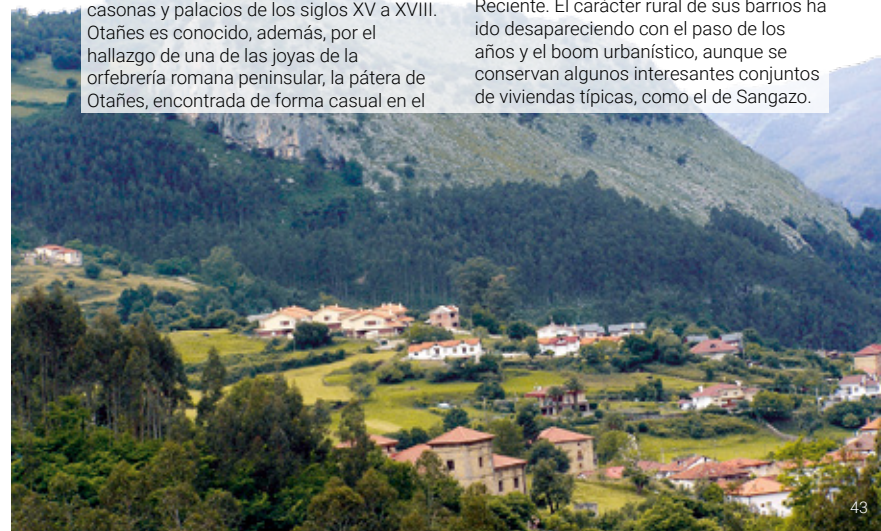 casonas y palacios de los siglos XV a XVIII.
Otañes es conocido, además, por el
hallazgo de una de las joyas de la
orfebrería romana peninsular, la pátera de
Otañes, encontrada de forma casual en el
Reciente. El carácter rural de sus barrios ha
ido desapareciendo con el paso de los
años y el boom urbanístico, aunque se
conservan algunos interesantes conjuntos
de viviendas típicas, como el de Sangazo.
43